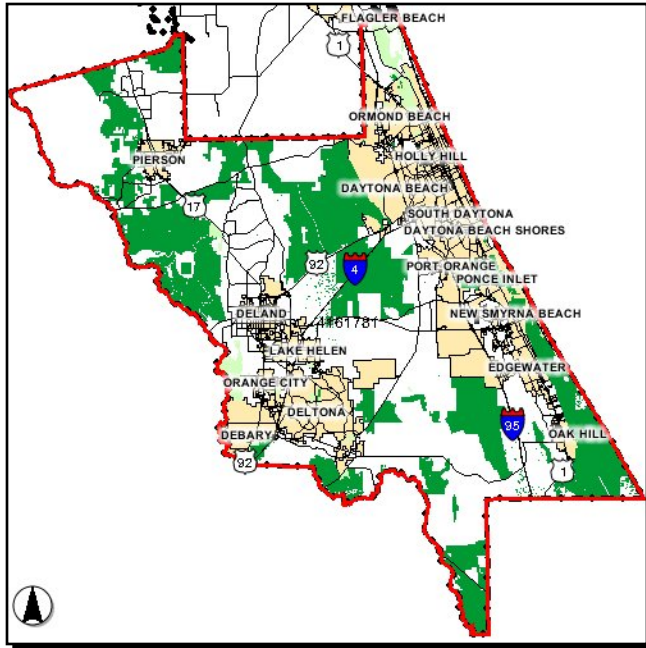 FLAGLER BEACH
1
ORMOND BEACH
HOLLY HILL
PIERSON
DAYTONA BEACH
17
SOUTH DAYTONA
DAYTONA BEACH SHORES
92
4
PORT ORANGE
PONCE INLET
DELAND
4161781
NEW SMYRNA BEACH
LAKE HELEN
EDGEWATER
ORANGE CITY
DELTONA
95
DEBARY
OAK HILL
92
1